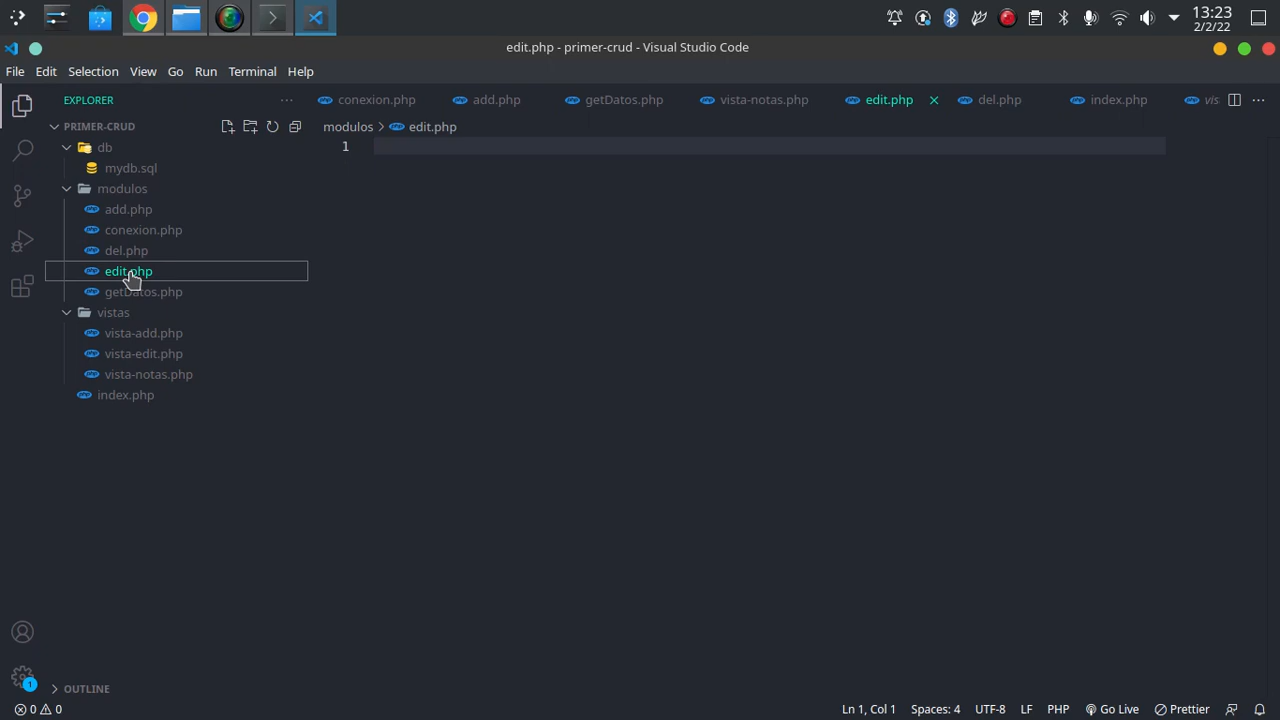 13:23
2/2/22
edit.php - primer-crud - Visual Studio Code
File Edit Selection View Go Run Terminal Help
EXPLORER
conexion.php add.php getDatos.php vista-notas.php edit.php del.php index.php vis
PRIMER-CRUD
modulos > edit.php
db
1
mydb.sql
modulos
add.php
conexion.php
del.php
edit.php
getDatos.php
vistas
vista-add.php
vista-edit.php
vista-notas.php
index.php
1
OUTLINE
0 0 Ln 1, Col 1 Spaces: 4 UTF-8 LF PHP Go Live Prettier